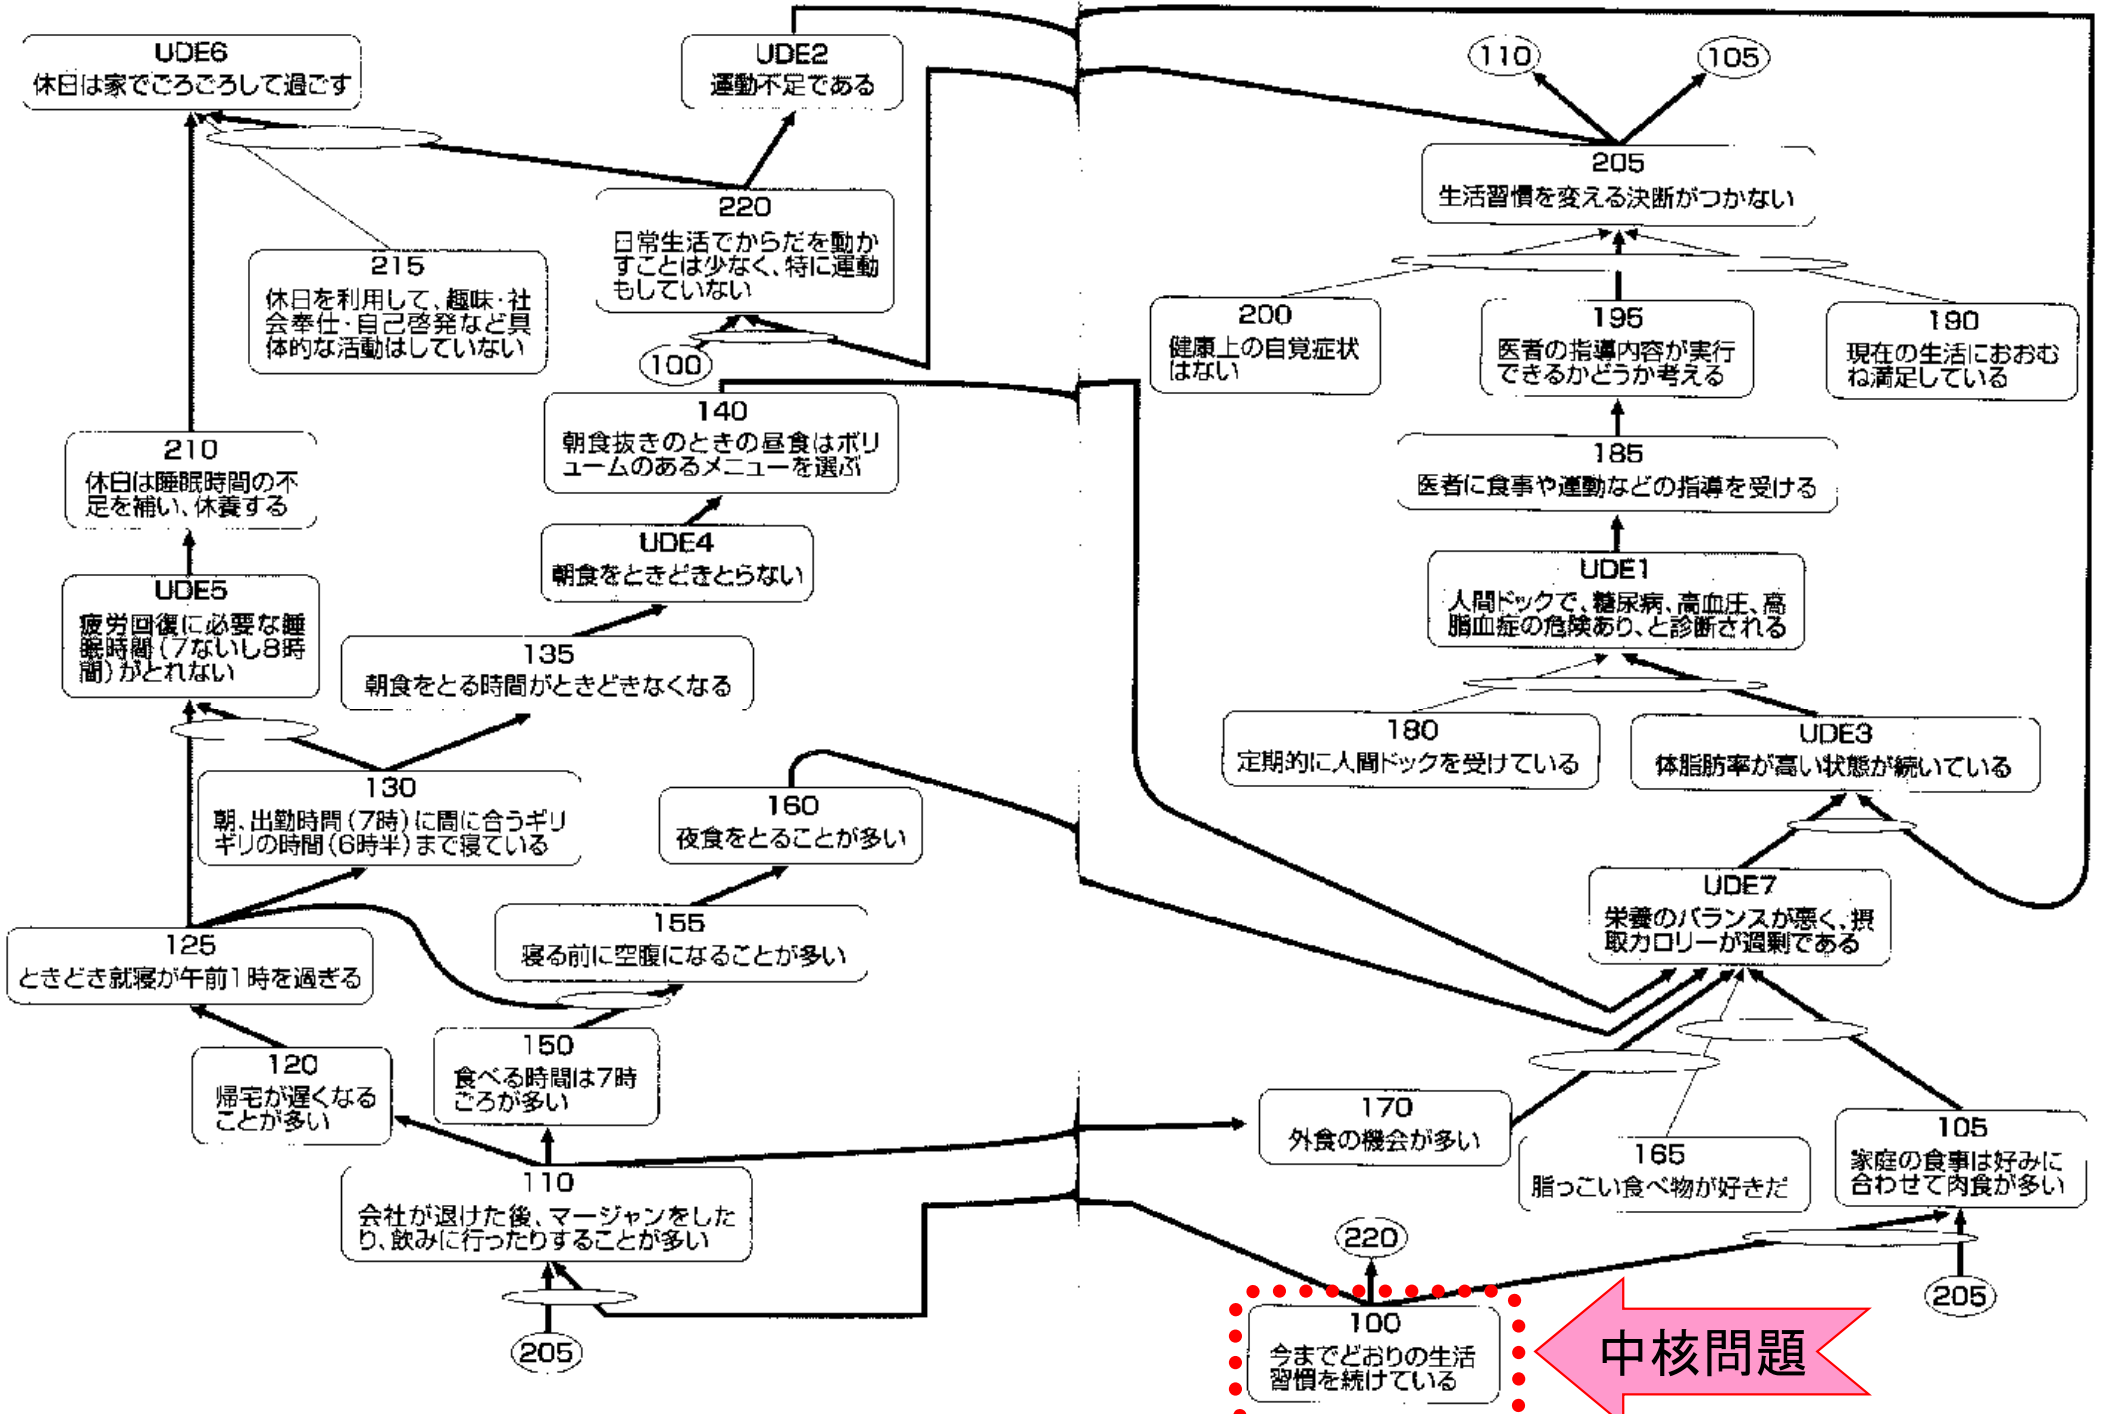 UDE6
休日は家でごろごろして過ごす
UDE2
運動不足である
110
105
205
生活習慣を変える決断がつかない
220
日常生活でからだを動か
すことは少なく、特に運動
もしていない
215
休日を利用して、趣味・社
会奉仕・自己啓発など具
体的な活動はしていない
100
200
健康上の自覚症状
はない
195
医者の指導内容が実行
できるかどうか考える
190
現在の生活におおむ
ね満足している
140
朝食抜きのときの昼食はボリ
ュームのあるメニューを選ぶ
210
休日は睡眠時間の不
足を補い、休養する
185
医者に食事や運動などの指導を受ける
UDE4
朝食をときどきとらない
UDE1
人間ドックで、糖尿病、高血圧、高
脂血症の危険あり、と診断される
UDE5
疲労回復に必要な睡
眠時間(7ないし8時
間)がとれない
135
朝食をとる時間がときどきなくなる
180
定期的に人間ドックを受けている
UDE3
体脂肪率が高い状態が続いている
130
朝、出勤時間(7時)に間に合うギリ
ギリの時間(6時半)まで寝ている
160
夜食をとることが多い
UDE7
栄養のバランスが悪く、摂
取カロリーが過剰である
155
寝る前に空腹になることが多い
125
ときどき就寝が午前1時を過ぎる
150
食べる時間は7時
ごろが多い
120
帰宅が遅くなる
ことが多い
170
外食の機会が多い
165
脂っこい食べ物が好きだ
105
家庭の食事は好みに
合わせて肉食が多い
110
会社が退けた後、マージャンをした
り、飲みに行ったりすることが多い
220
205
205
100
今までどおりの生活
習慣を続けている
中核問題